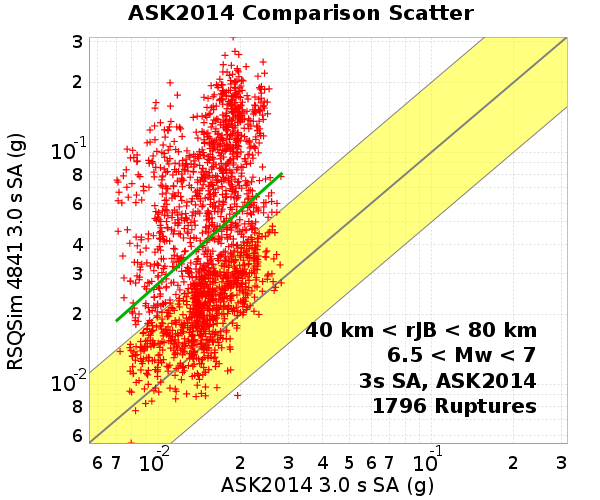 ASK2014 Comparison Scatter
RSQSim 4841 3.0 s SA (g)
3
2
10-1
8
6
4
3
2
10-2
8
6
40 km < rJB < 80 km
6.5 < Mw < 7
3s SA, ASK2014
1796 Ruptures
6 7 10-2 2 3 4 5 6 7 10-1 2 3
ASK2014 3.0 s SA (g)